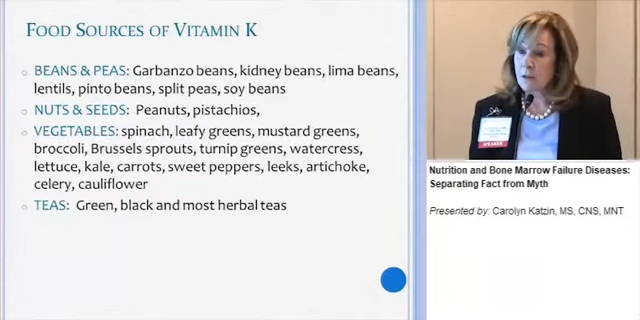 FOOD SOURCES OF VITAMIN K
BEANS & PEAS: Garbanzo beans, kidney beans, lima beans,
lentils, pinto beans, split peas, soy beans
NUTS & SEEDS: Peanuts, pistachios,
VEGETABLES: spinach, leafy greens, mustard greens,
broccoli, Brussels sprouts, turnip greens, watercress,
lettuce, kale, carrots, sweet peppers, leeks, artichoke,
celery, cauliflower
TEAS: Green, black and most herbal teas
SPEAKER
Nutrition and Bone Marrow Failure Diseases:
Separating Fact from Myth
Presented by: Carolyn Katzin, MS, CNS, MNT